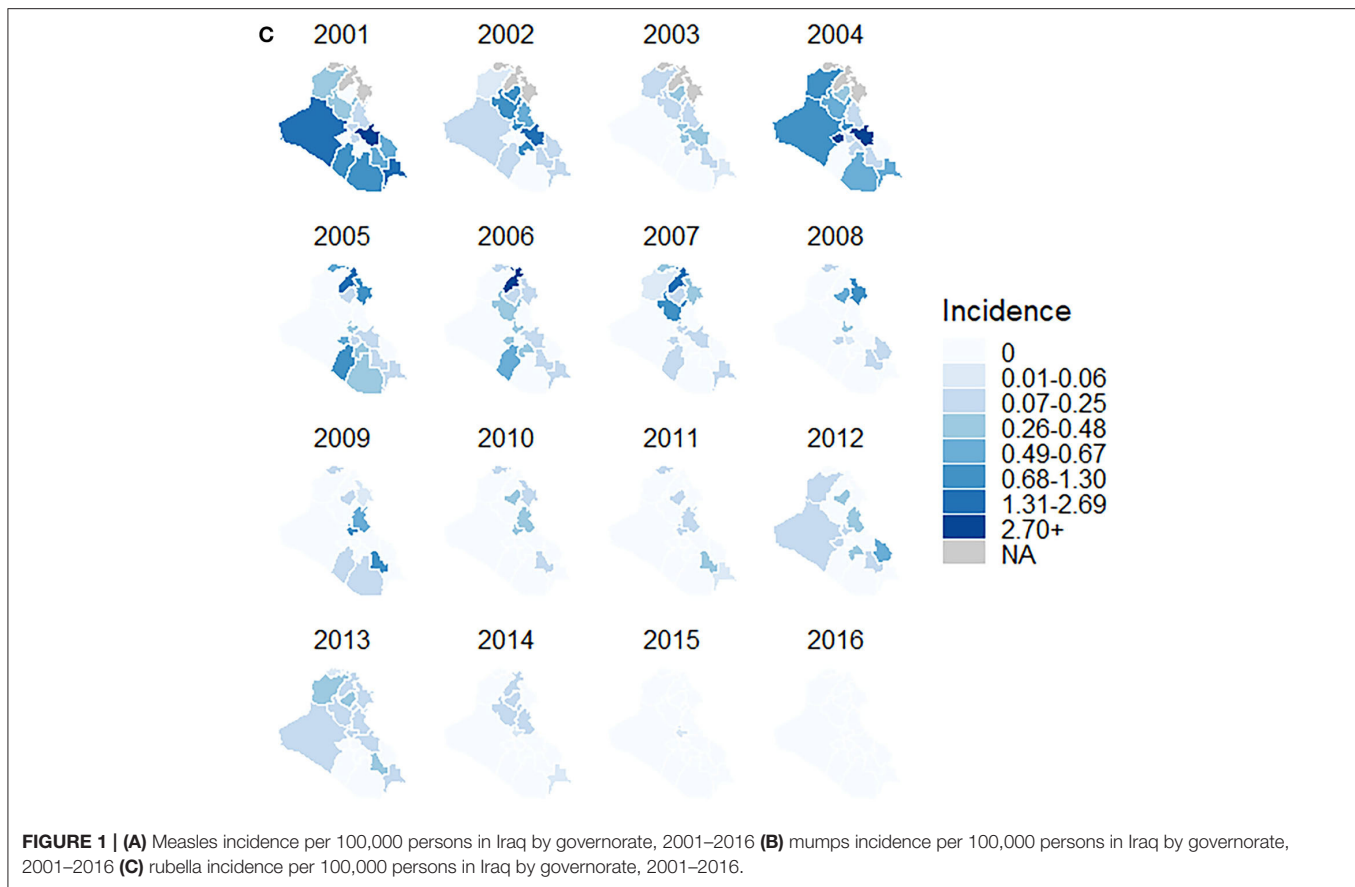 C 2001 2002 2003 2004
2005 2006 2007 2008
Incidence
0
0.01-0.06
0.07-0.25
0.26-0.48
0.49-0.67
0.68-1.30
1.31-2.69
2.70+
NA
2009 2010 2011 2012
2013 2014 2015 2016
FIGURE 1 | (A) Measles incidence per 100,000 persons in Iraq by governorate, 2001–2016 (B) mumps incidence per 100,000 persons in Iraq by governorate,
2001–2016 (C) rubella incidence per 100,000 persons in Iraq by governorate, 2001–2016.